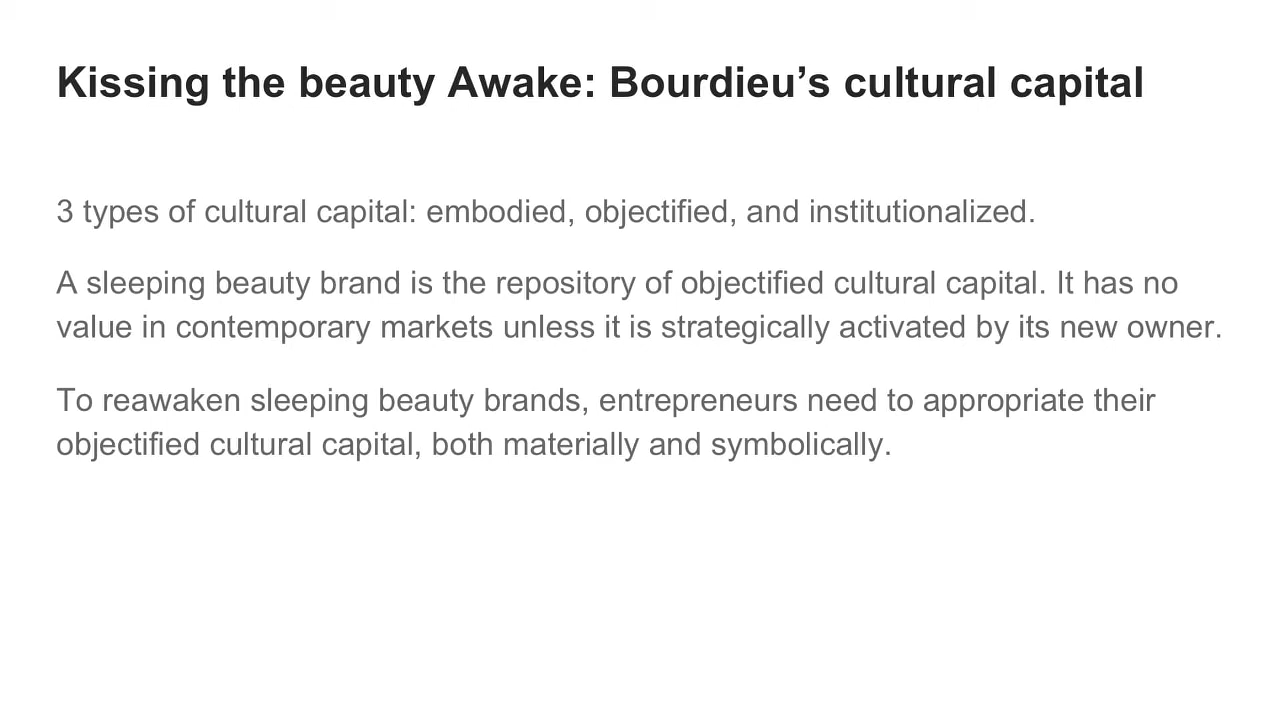 Kissing the beauty Awake: Bourdieu’s cultural capital
3 types of cultural capital: embodied, objectified, and institutionalized.
A sleeping beauty brand is the repository of objectified cultural capital. It has no
value in contemporary markets unless it is strategically activated by its new owner.
To reawaken sleeping beauty brands, entrepreneurs need to appropriate their
objectified cultural capital, both materially and symbolically.